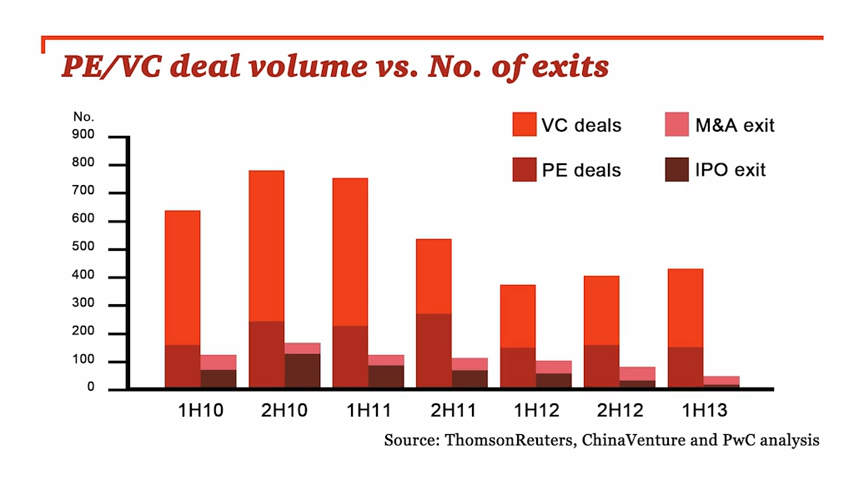 PE/VC deal volume vs. No. of exits
No.
VC deals
M&A exit
PE deals
IPO exit
900
800
700
600
500
400
300
200
100
0
1H10
2H10
1H11
2H11
1H12
2H12
1H13
Source: ThomsonReuters, ChinaVenture and PwC analysis